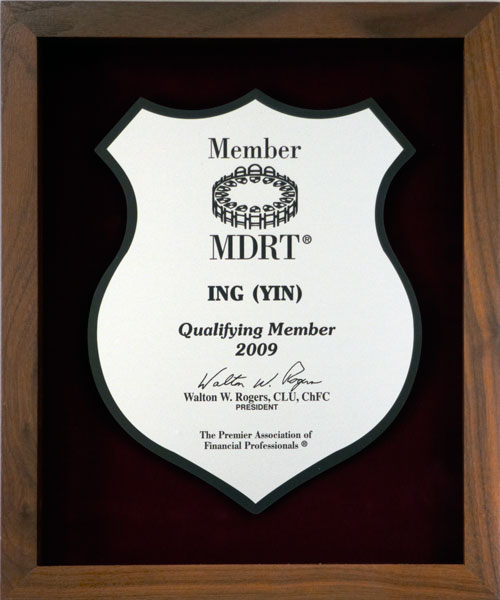 Member
MDRT®
ING (YIN)
Qualifying Member
2009
Walton W. Rogers
Walton W. Rogers, CLU, ChFC
PRESIDENT
The Premier Association of
Financial Professionals ®